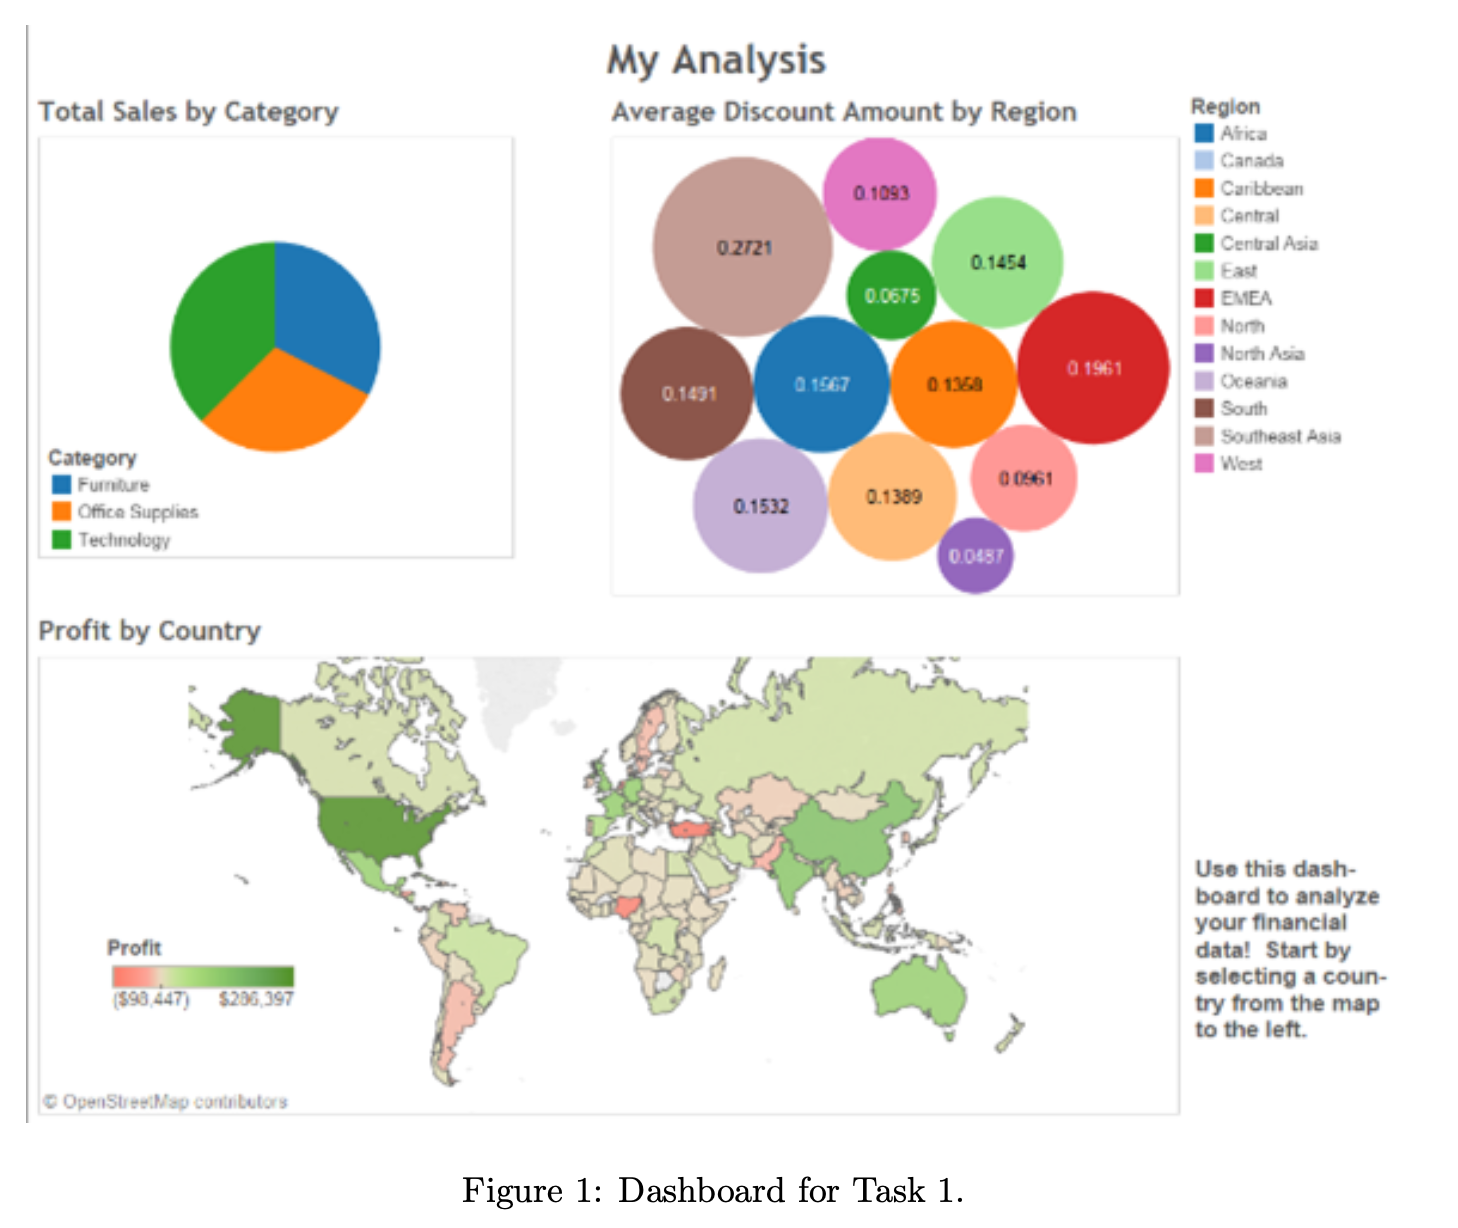 My Analysis
Total Sales by Category
Average Discount Amount by Region
Region
Africa
Canada
Caribbean
Central
Central Asia
East
EMEA
North
North Asia
Oceania
South
Southeast Asia
West
0.1093
0.2721
0.1454
0.0675
0.1961
0.1491
0.1567
0.1358
0.0961
0.1532
0.1389
0.0487
Category
Furniture
Office Supplies
Technology
Profit by Country
Profit
($98,447) $286,397
© OpenStreetMap contributors
Use this dash-
board to analyze
your financial
data! Start by
selecting a coun-
try from the map
to the left.
Figure 1: Dashboard for Task 1.